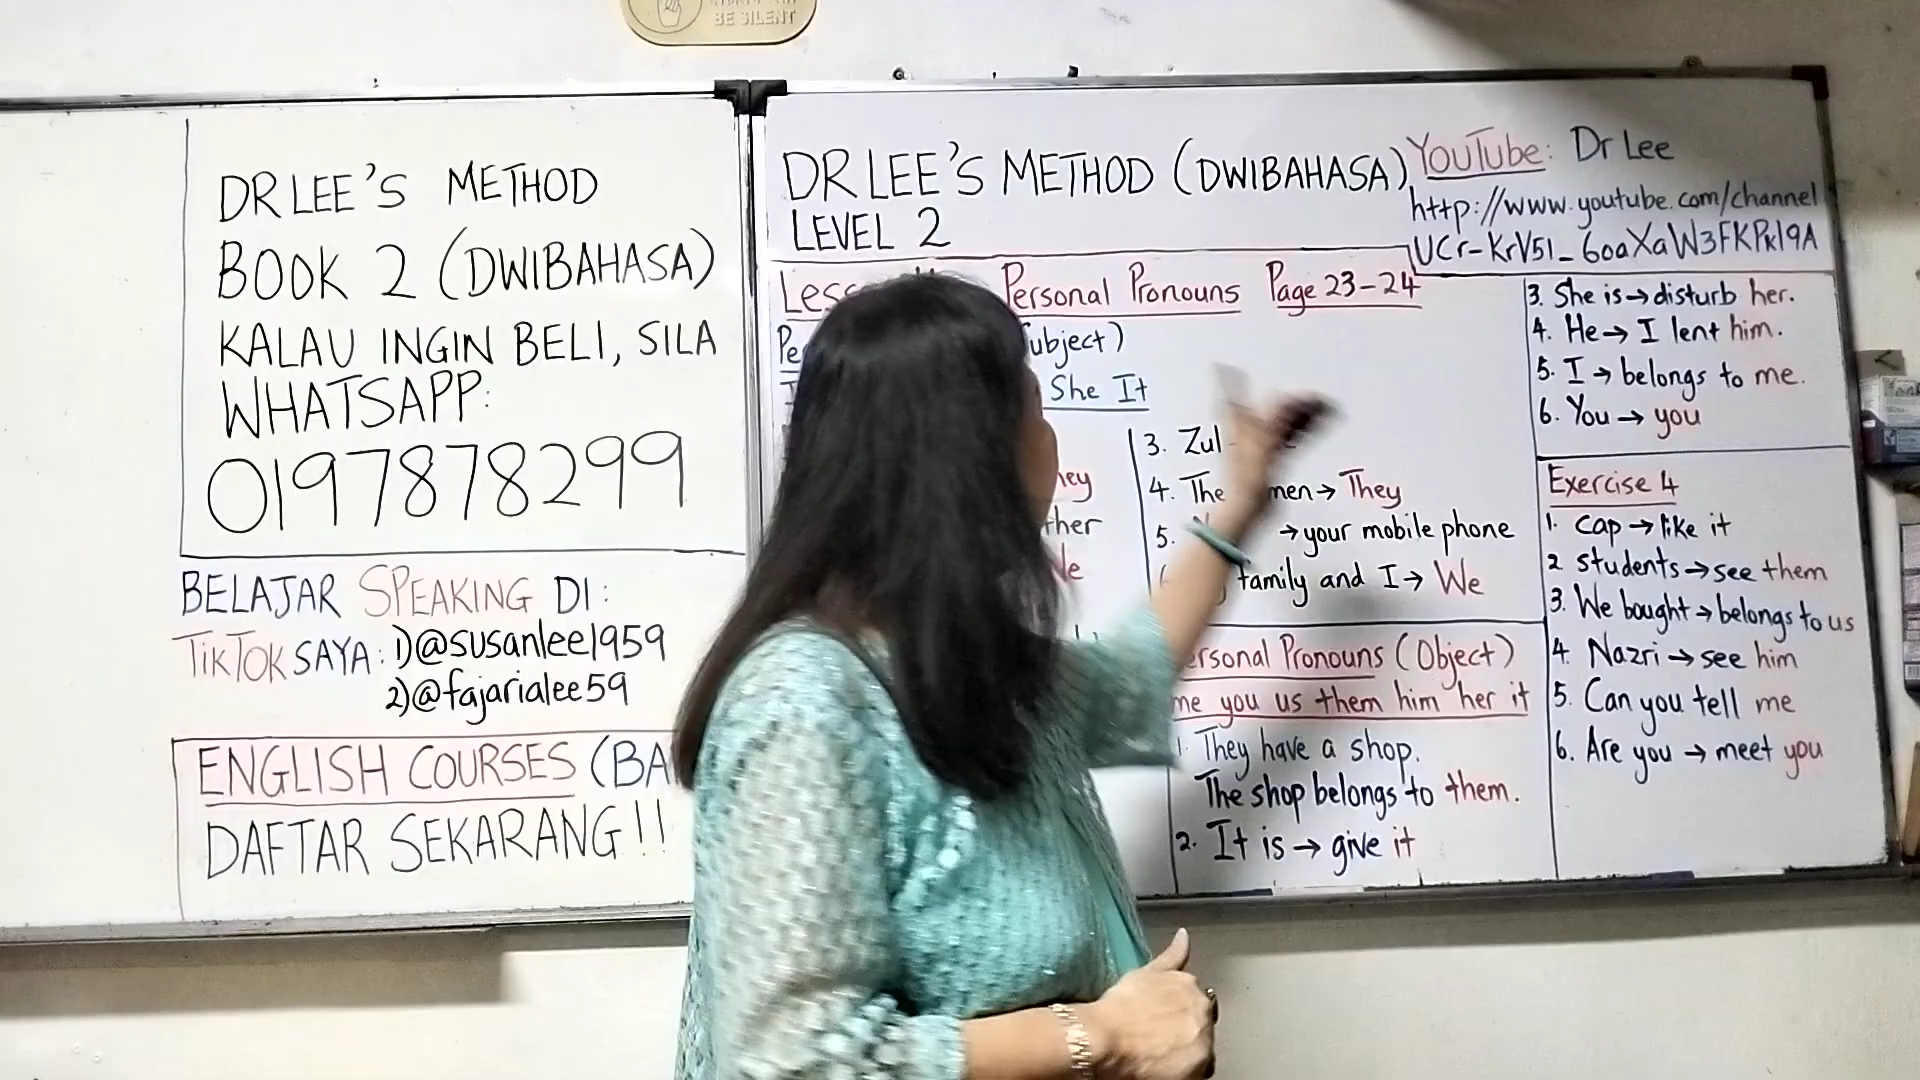 BE SILENT
DR LEE'S METHOD
BOOK 2 (DWIBAHASA)
KALAU INGIN BELI, SILA
WHATSAPP:
0197878299
BELAJAR SPEAKING DI:
TIKTOK SAYA: 1)@susanlee1959
2)@fajarialee59
ENGLISH COURSES (BA
DAFTAR SEKARANG!!
DR LEE'S METHOD (DWIBAHASA)
LEVEL 2
YouTube: Dr Lee
http://www.youtube.com/channel
UCr-KrV5I_6oaXaW3FKPkl9A
Personal Pronouns Page 23-24
She It
3. Zul
4. The men→ They
5. →your mobile phone
family and I→ We
Personal Pronouns (Object)
me you us them him her it
1. They have a shop.
The shop belongs to them.
2. It is → give it
3. She is→disturb her.
4. He→ I lent him.
5. I → belongs to me.
6. You → you
Exercise 4
1. cap →like it
2 students→see them
3. We bought→belongs to us
4. Nazri →see him
5. Can you tell me
6. Are you → meet you